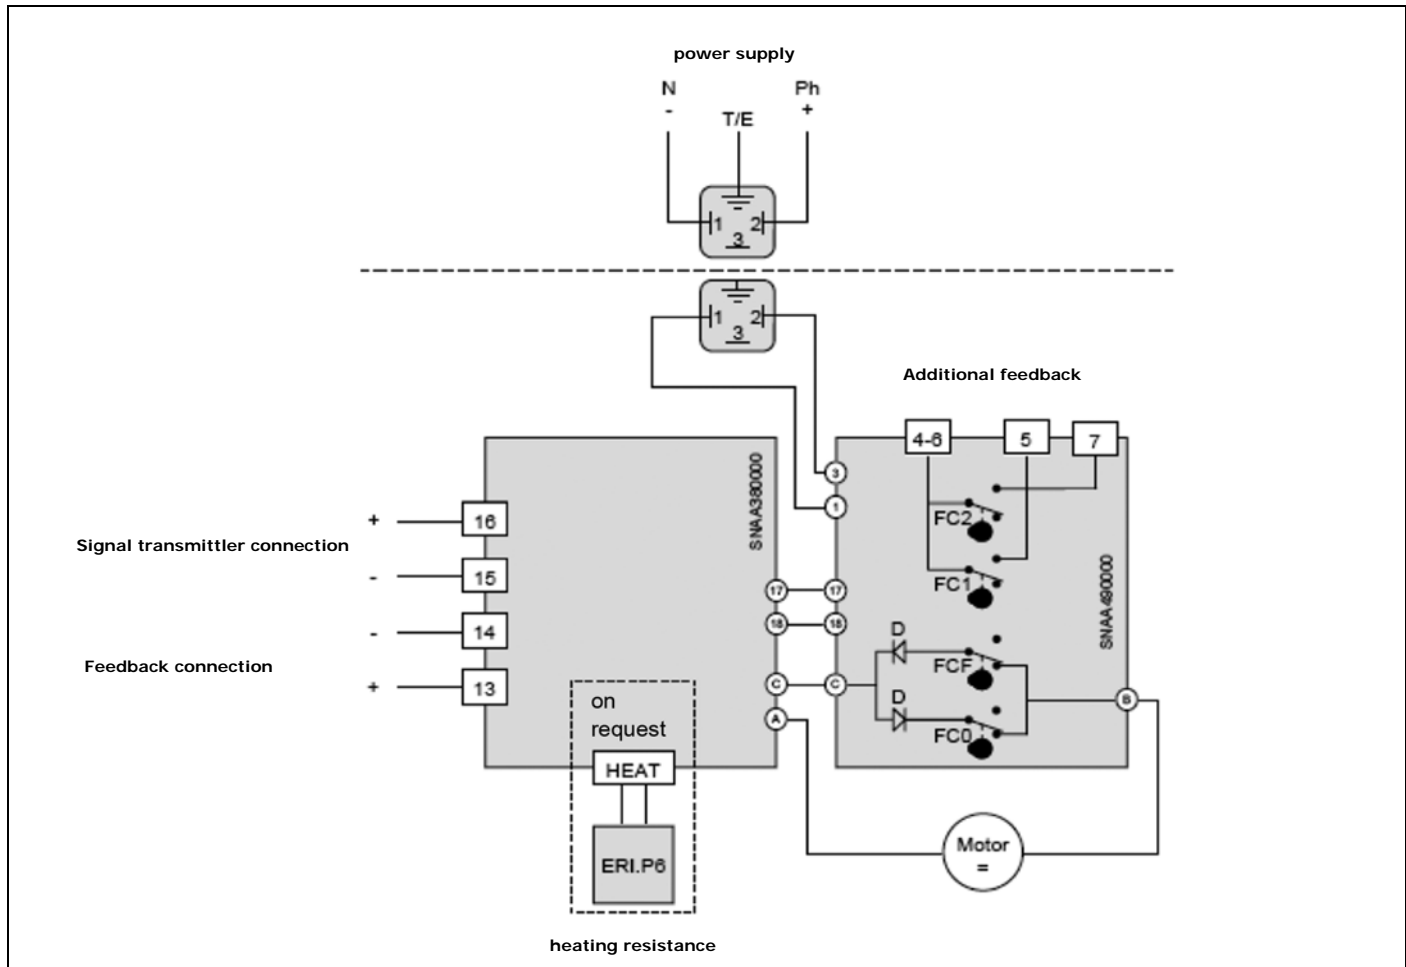 power supply
N
Ph
-
+
T/E
1
2
3
1
2
3
Additional feedback
4-6
5
7
SNAA380000
3
1
+
16
FC2
Signal transmittler connection
-
15
FC1
SNAA490000
17
17
18
18
-
14
D
Feedback connection
FCF
+
13
C
C
on
request
D
A
B
FC0
HEAT
ERI.P6
Motor
=
heating resistance